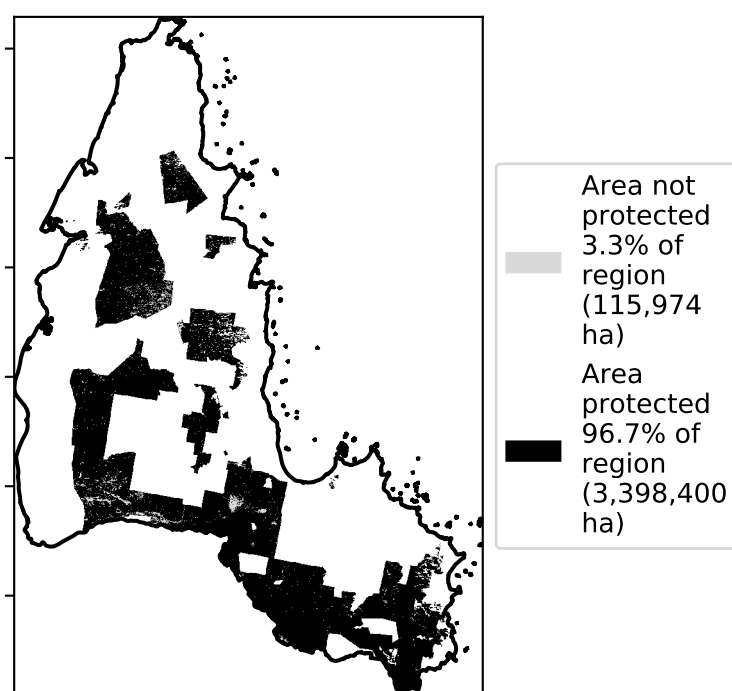 Area not
protected
3.3% of
region
(115,974
ha)
Area
protected
96.7% of
region
(3,398,400
ha)